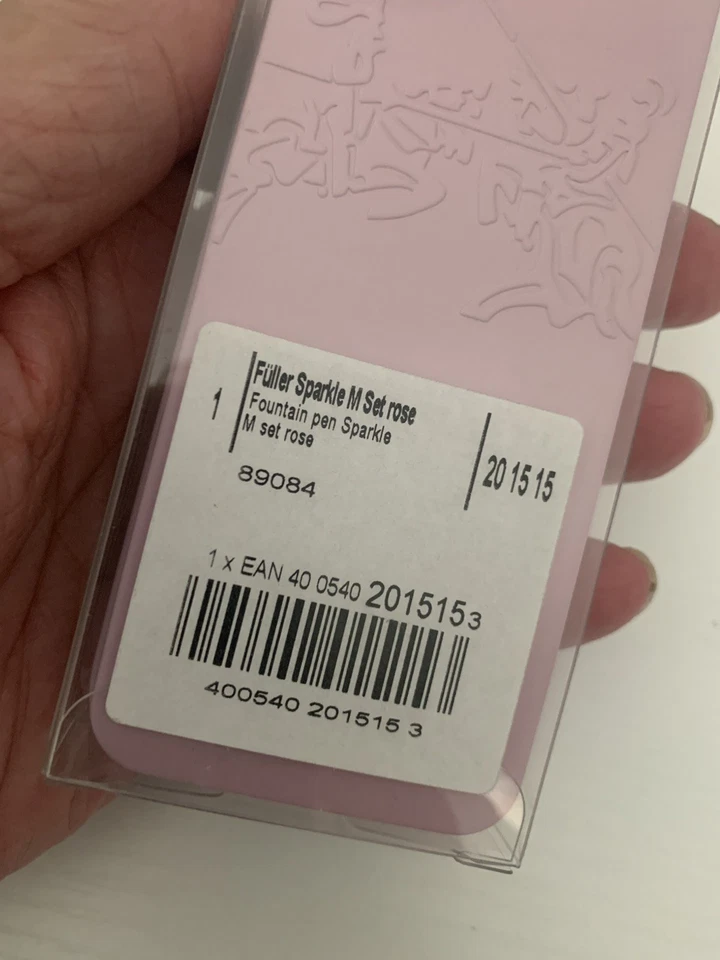 1
Füller Sparkle M Set rose
Fountain pen Sparkle
M set rose
20 15 15
89084
1 x EAN 40 0540 201515 3
400540 201515 3